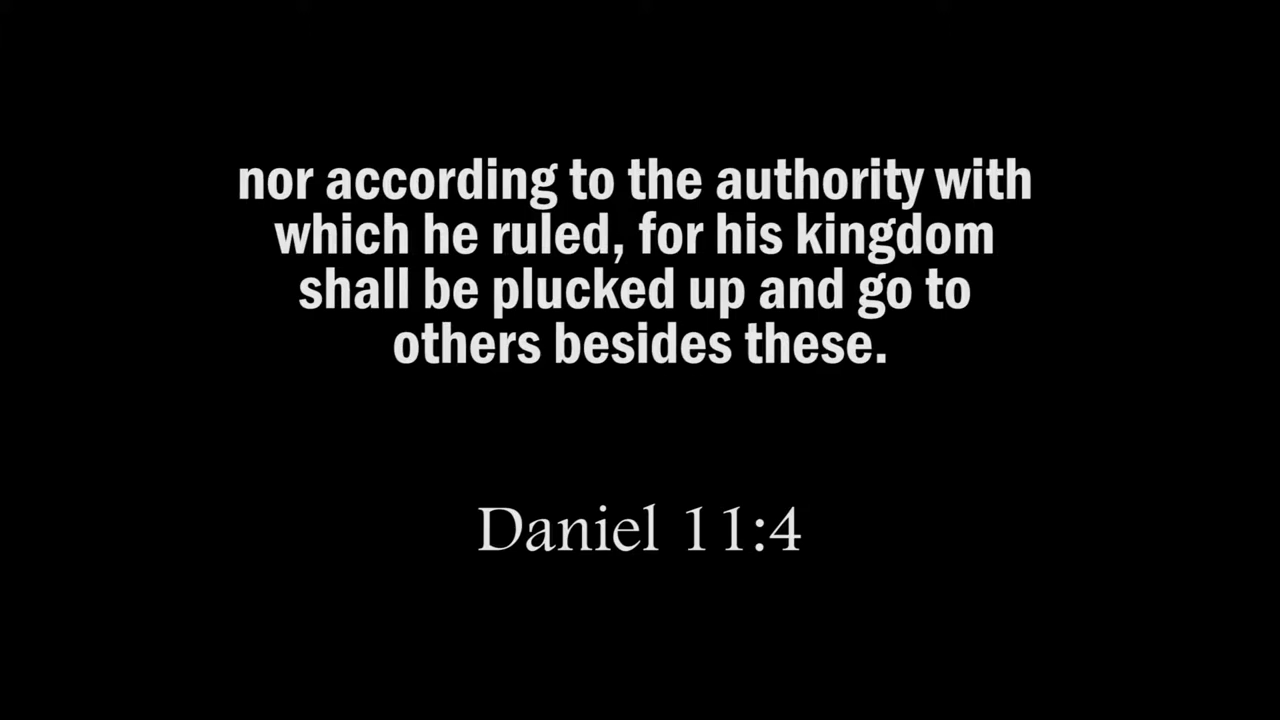 nor according to the authority with
which he ruled, for his kingdom
shall be plucked up and go to
others besides these.
Daniel 11:4